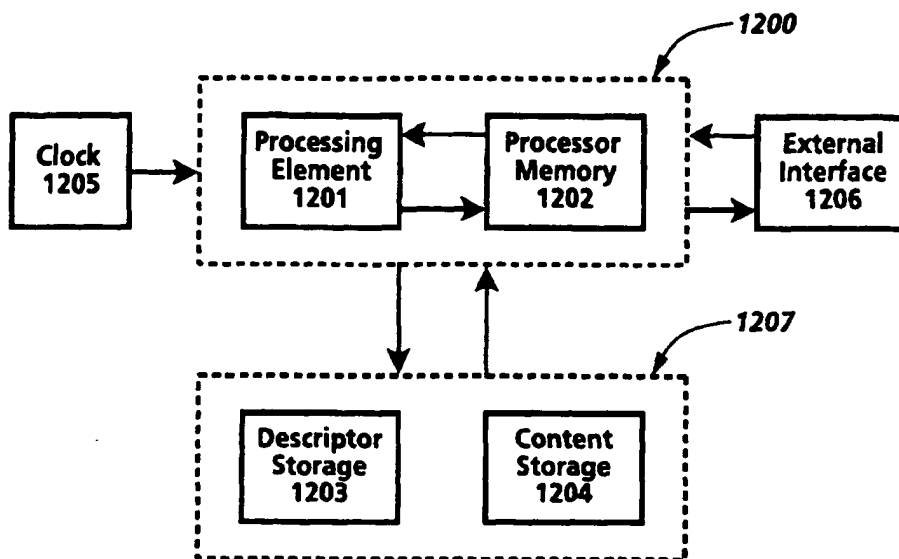 1200
Clock
1205
Processing
Element
1201
Processor
Memory
1202
External
Interface
1206
1207
Descriptor
Storage
1203
Content
Storage
1204